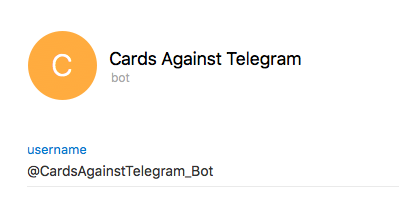 C
Cards Against Telegram
bot
username
@CardsAgainstTelegram_Bot